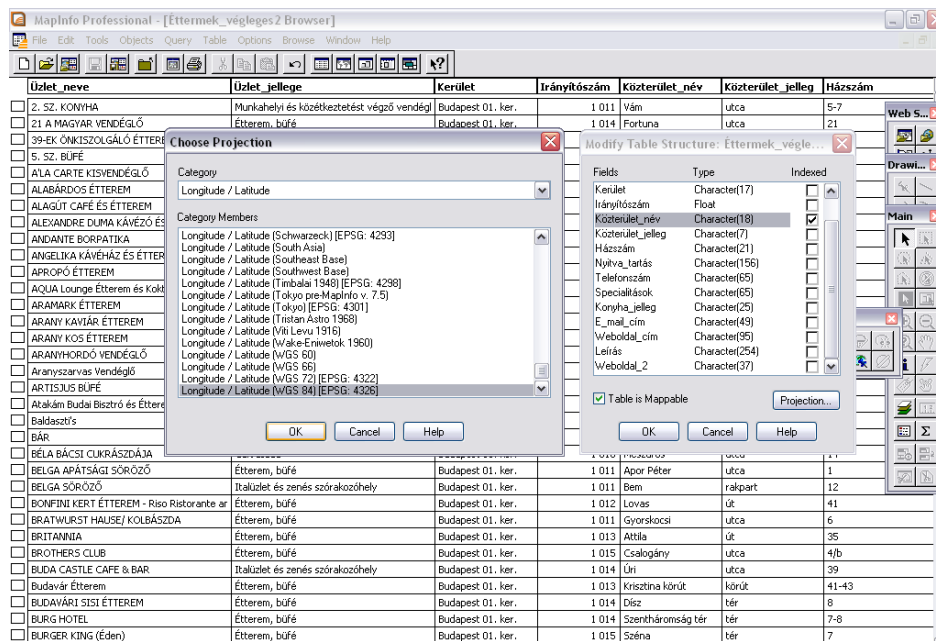 MapInfo Professional - [Éttermek_végleges2 Browser]
File Edit Tools Objects Query Table Options Browse Window Help
Üzlet_neve Üzlet_jellege Kerület Irányítószám Közterület_név Közterület_jelleg Házszám
2. SZ. KONYHA Munkahelyi és közétkeztetést végző vendégl Budapest 01. ker. 1 011 Vám utca 5-7
21 A MAGYAR VENDÉGLŐ Étterem, büfé Budapest 01. ker. 1 014 Fortuna utca 21
39-EK ÖNKISZOLGÁLÓ ÉTTERE
5. SZ. BÜFÉ
A'LA CARTE KISVENDÉGLŐ
ALABÁRDOS ÉTTEREM
ALAGÚT CAFÉ ÉS ÉTTEREM
ALEXANDRE DUMA KÁVÉZÓ ÉS
ANDANTE BORPATIKA
ANGELIKA KÁVÉHÁZ ÉS ÉTTER
APROPÓ ÉTTEREM
AQUA Lounge Étterem és Kokt
ARAMARK ÉTTEREM
ARANY KAVIÁR ÉTTEREM
ARANY KOS ÉTTEREM
ARANYHORDÓ VENDÉGLŐ
Aranyszarvas Vendéglő
ARTISJUS BÜFÉ
Atakám Budai Bisztró és Éttere
Baldaszti's
BÁR
BÉLA BÁCSI CUKRÁSZDÁJA
BELGA APÁTSÁGI SÖRÖZŐ Étterem, büfé Budapest 01. ker. 1 011 Apor Péter utca 1
BELGA SÖRÖZŐ Italüzlet és zenés szórakozóhely Budapest 01. ker. 1 011 Bem rakpart 12
BONFINI KERT ÉTTEREM - Riso Ristorante ar Étterem, büfé Budapest 01. ker. 1 012 Lovas út 41
BRATWURST HAUSE/ KOLBÁSZDA Étterem, büfé Budapest 01. ker. 1 011 Gyorskocsi utca 6
BRITANNIA Étterem, büfé Budapest 01. ker. 1 013 Attila út 35
BROTHERS CLUB Étterem, büfé Budapest 01. ker. 1 015 Csalogány utca 4/b
BUDA CASTLE CAFE & BAR Italüzlet és zenés szórakozóhely Budapest 01. ker. 1 014 Úri utca 39
Budavár Étterem Étterem, büfé Budapest 01. ker. 1 013 Krisztina körút körút 41-43
BUDAVÁRI SISI ÉTTEREM Étterem, büfé Budapest 01. ker. 1 014 Dísz tér 8
BURG HOTEL Étterem, büfé Budapest 01. ker. 1 014 Szentháromság tér tér 7-8
BURGER KING (Éden) Étterem, büfé Budapest 01. ker. 1 015 Széna tér 7
Choose Projection
Category
Longitude / Latitude
Category Members
Longitude / Latitude (Schwarzeck) [EPSG: 4293]
Longitude / Latitude (South Asia)
Longitude / Latitude (Southeast Base)
Longitude / Latitude (Southwest Base)
Longitude / Latitude (Timbalai 1948) [EPSG: 4298]
Longitude / Latitude (Tokyo pre-MapInfo v. 7.5)
Longitude / Latitude (Tokyo) [EPSG: 4301]
Longitude / Latitude (Tristan Astro 1968)
Longitude / Latitude (Viti Levu 1916)
Longitude / Latitude (Wake-Eniwetok 1960)
Longitude / Latitude (WGS 60)
Longitude / Latitude (WGS 66)
Longitude / Latitude (WGS 72) [EPSG: 4322]
Longitude / Latitude (WGS 84) [EPSG: 4326]
OK Cancel Help
Modify Table Structure: Éttermek_végle...
Fields Type Indexed
Kerület Character(17)
Irányítószám Float
Közterület_név Character(18)
Közterület_jelleg Character(7)
Házszám Character(21)
Nyitva_tartás Character(156)
Telefonszám Character(65)
Specialitások Character(65)
Konyha_jelleg Character(25)
E_mail_cím Character(49)
Weboldal_cím Character(95)
Leírás Character(254)
Weboldal_2 Character(37)
Table is Mappable Projection...
OK Cancel Help
Web S...
Drawi...
Main